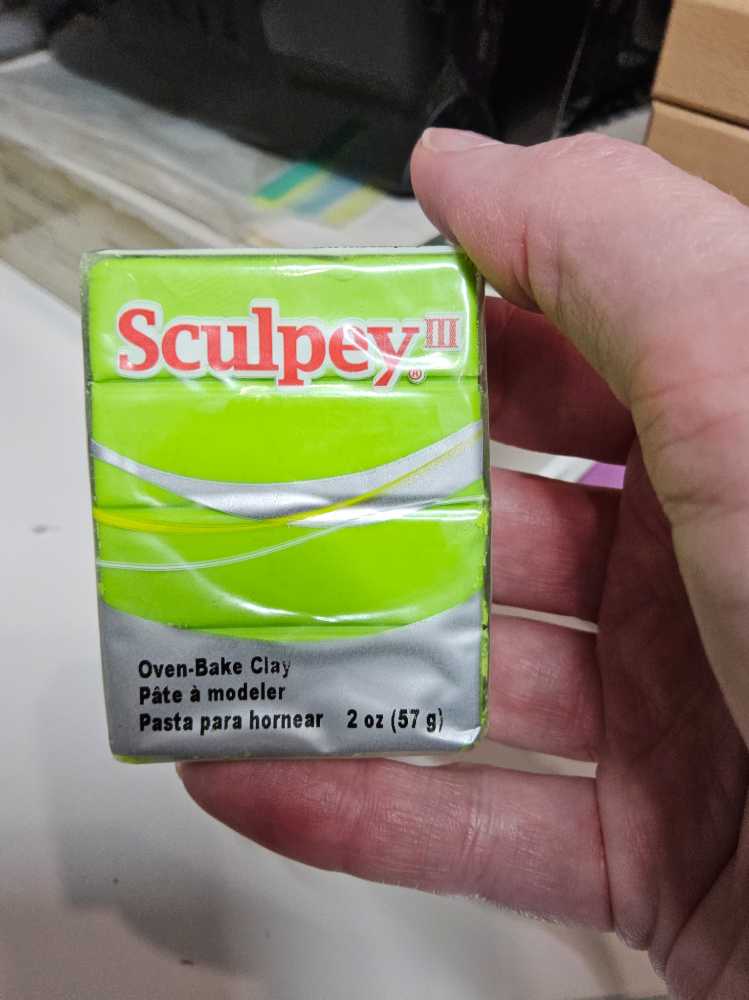 Sculpey III
®
Oven-Bake Clay
Pâte à modeler
Pasta para hornear 2 oz (57 g)